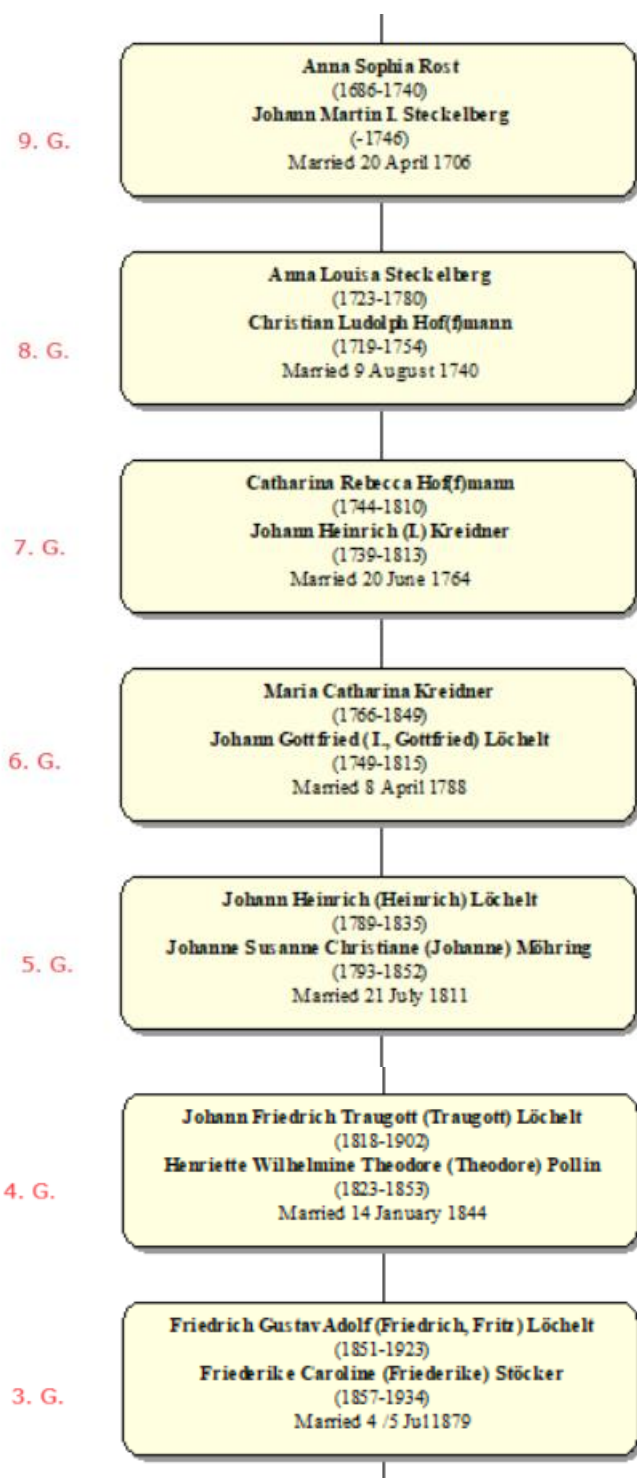 Anna Sophia Rost
(1686-1740)
Johann Martin I. Steckelberg
(-1746)
Married 20 April 1706
9. G.
Anna Louisa Steckelberg
(1723-1780)
Christian Ludolph Hof(f)mann
(1719-1754)
Married 9 August 1740
8. G.
Catharina Rebecca Hof(f)mann
(1744-1810)
Johann Heinrich (I.) Kreidner
(1739-1813)
Married 20 June 1764
7. G.
Maria Catharina Kreidner
(1766-1849)
Johann Gottfried ( I., Gottfried) Löchelt
(1749-1815)
Married 8 April 1788
6. G.
Johann Heinrich (Heinrich) Löchelt
(1789-1835)
Johanne Susanne Christiane (Johanne) Möhring
(1793-1852)
Married 21 July 1811
5. G.
Johann Friedrich Traugott (Traugott) Löchelt
(1818-1902)
Henriette Wilhelmine Theodore (Theodore) Pollin
(1823-1853)
Married 14 January 1844
4. G.
Friedrich Gustav Adolf (Friedrich, Fritz) Löchelt
(1851-1923)
Friederike Caroline (Friederike) Stöcker
(1857-1934)
Married 4 /5 Jul1879
3. G.